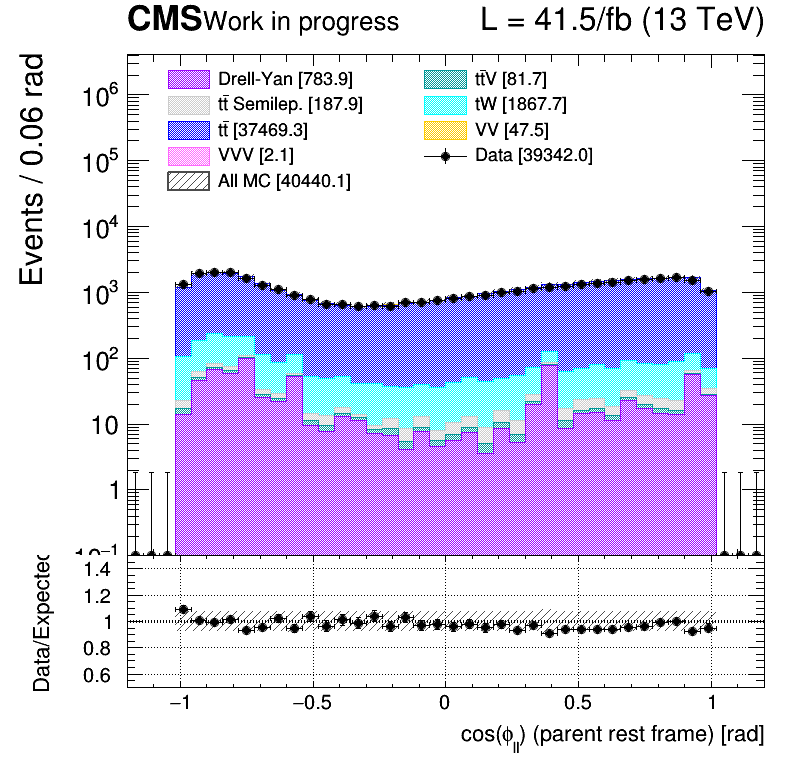 CMS Work in progress L = 41.5/fb (13 TeV)
Events / 0.06 rad
Drell-Yan [783.9] tt̄V [81.7]
tt̄ Semilep. [187.9] tW [1867.7]
tt̄ [37469.3] VV [47.5]
VVV [2.1] Data [39342.0]
All MC [40440.1]
10⁶
10⁵
10⁴
10³
10²
10
1
10⁻¹
Data/Expected
1.4
1.2
1
0.8
0.6
−1 −0.5 0 0.5 1
cos(ϕ_ll) (parent rest frame) [rad]